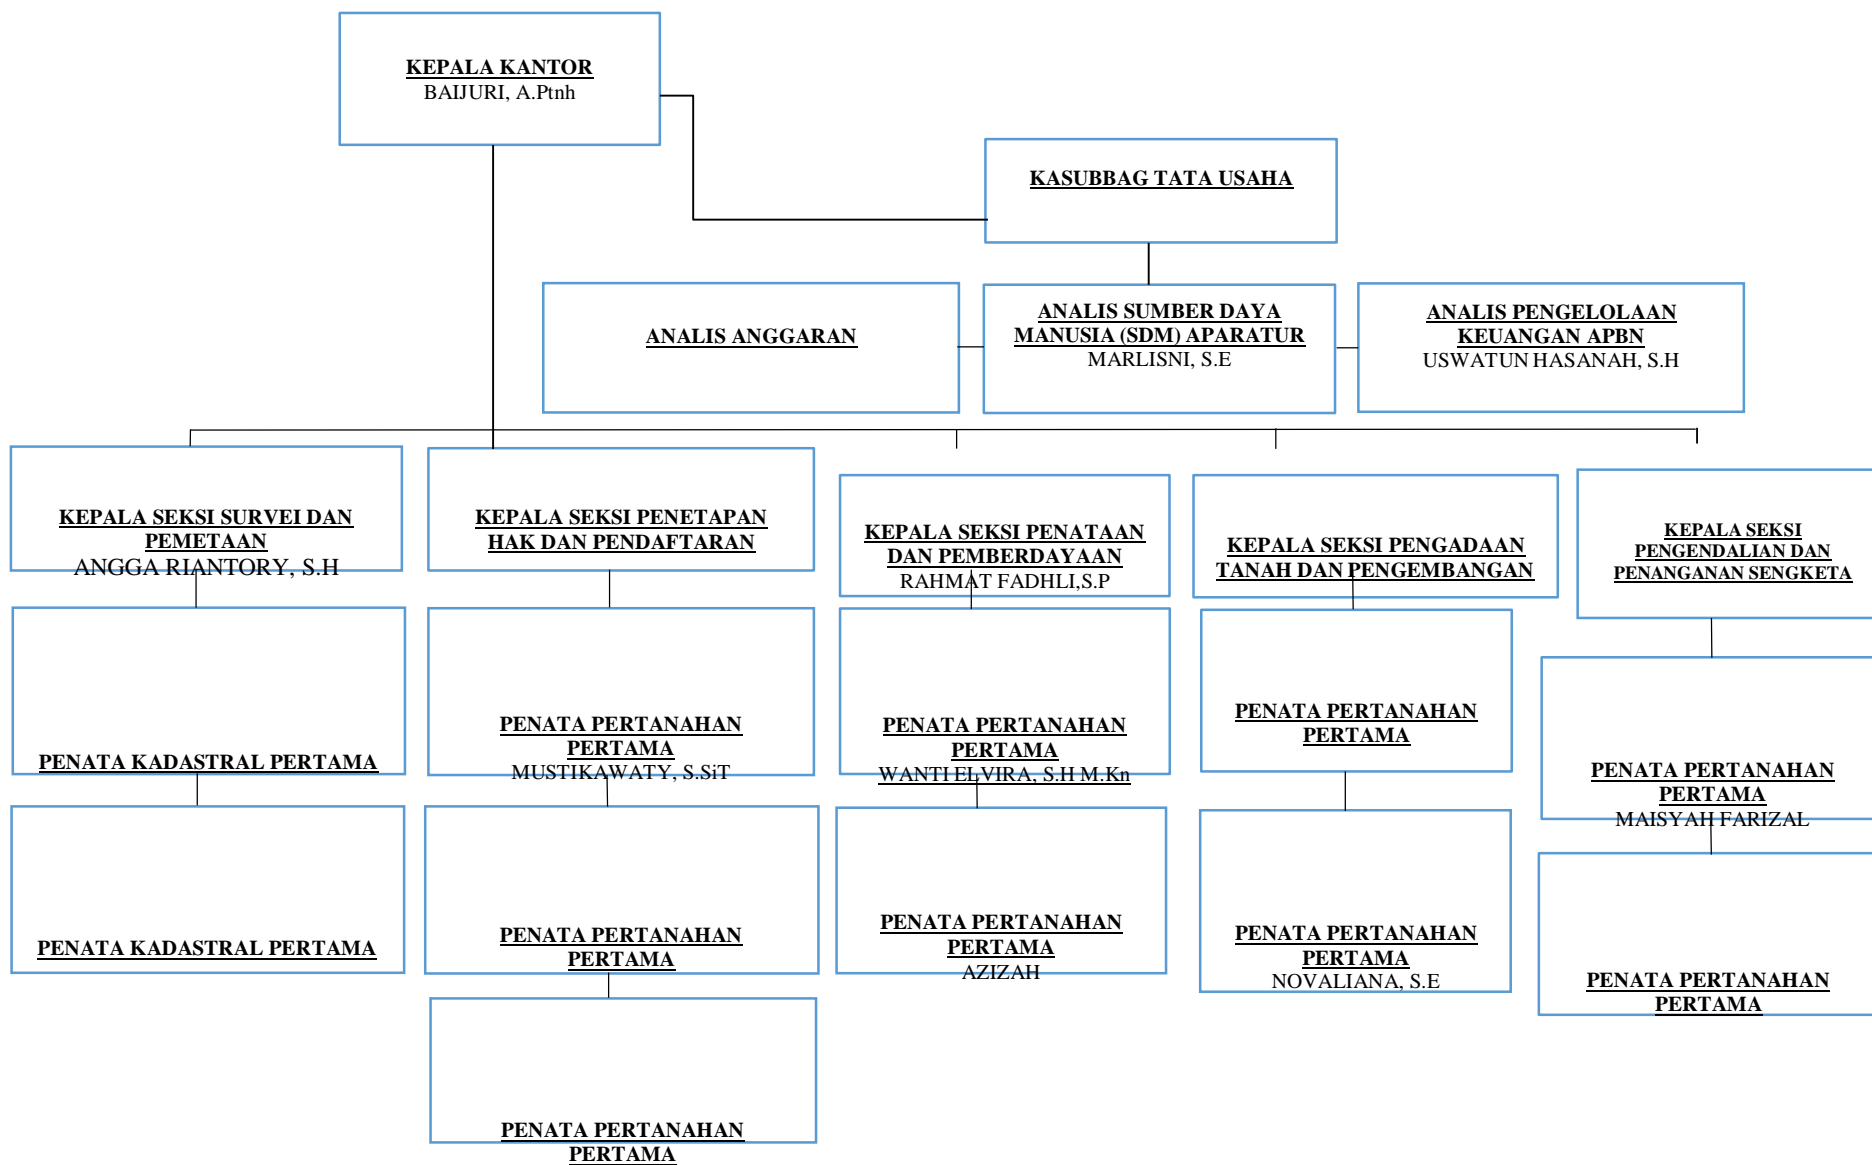 KEPALA KANTOR
BAIJURI, A.Ptnh
KASUBBAG TATA USAHA
ANALIS ANGGARAN
ANALIS SUMBER DAYA
MANUSIA (SDM) APARATUR
MARLISNI, S.E
ANALIS PENGELOLAAN
KEUANGAN APBN
USWATUN HASANAH, S.H
KEPALA SEKSI SURVEI DAN
PEMETAAN
ANGGA RIANTORY, S.H
KEPALA SEKSI PENETAPAN
HAK DAN PENDAFTARAN
KEPALA SEKSI PENATAAN
DAN PEMBERDAYAAN
RAHMAT FADHLI,S.P
KEPALA SEKSI PENGADAAN
TANAH DAN PENGEMBANGAN
KEPALA SEKSI
PENGENDALIAN DAN
PENANGANAN SENGKETA
PENATA KADASTRAL PERTAMA
PENATA PERTANAHAN
PERTAMA
MUSTIKAWATY, S.SiT
PENATA PERTANAHAN
PERTAMA
WANTI ELVIRA, S.H M.Kn
PENATA PERTANAHAN
PERTAMA
PENATA PERTANAHAN
PERTAMA
MAISYAH FARIZAL
PENATA KADASTRAL PERTAMA
PENATA PERTANAHAN
PERTAMA
PENATA PERTANAHAN
PERTAMA
AZIZAH
PENATA PERTANAHAN
PERTAMA
NOVALIANA, S.E
PENATA PERTANAHAN
PERTAMA
PENATA PERTANAHAN
PERTAMA